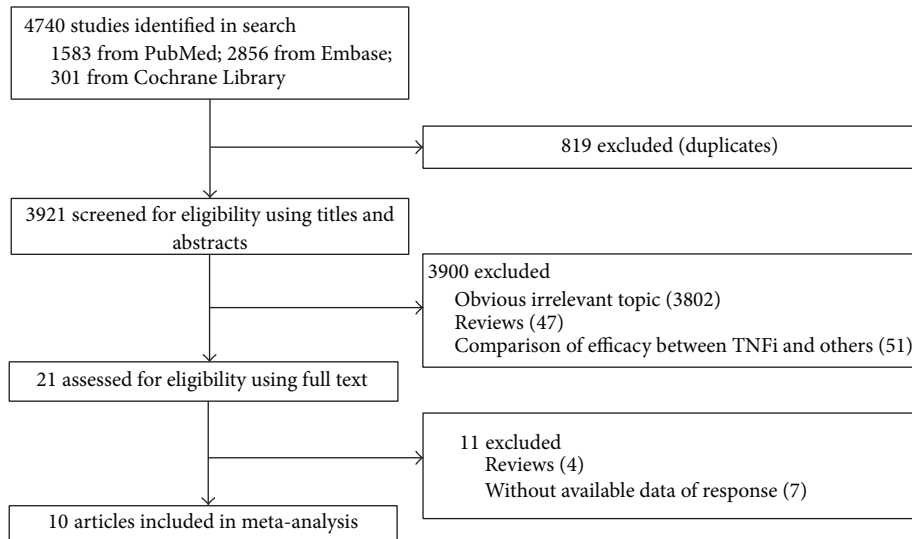 4740 studies identified in search
1583 from PubMed; 2856 from Embase;
301 from Cochrane Library
819 excluded (duplicates)
3921 screened for eligibility using titles and
abstracts
3900 excluded
Obvious irrelevant topic (3802)
Reviews (47)
Comparison of efficacy between TNFi and others (51)
21 assessed for eligibility using full text
11 excluded
Reviews (4)
Without available data of response (7)
10 articles included in meta-analysis